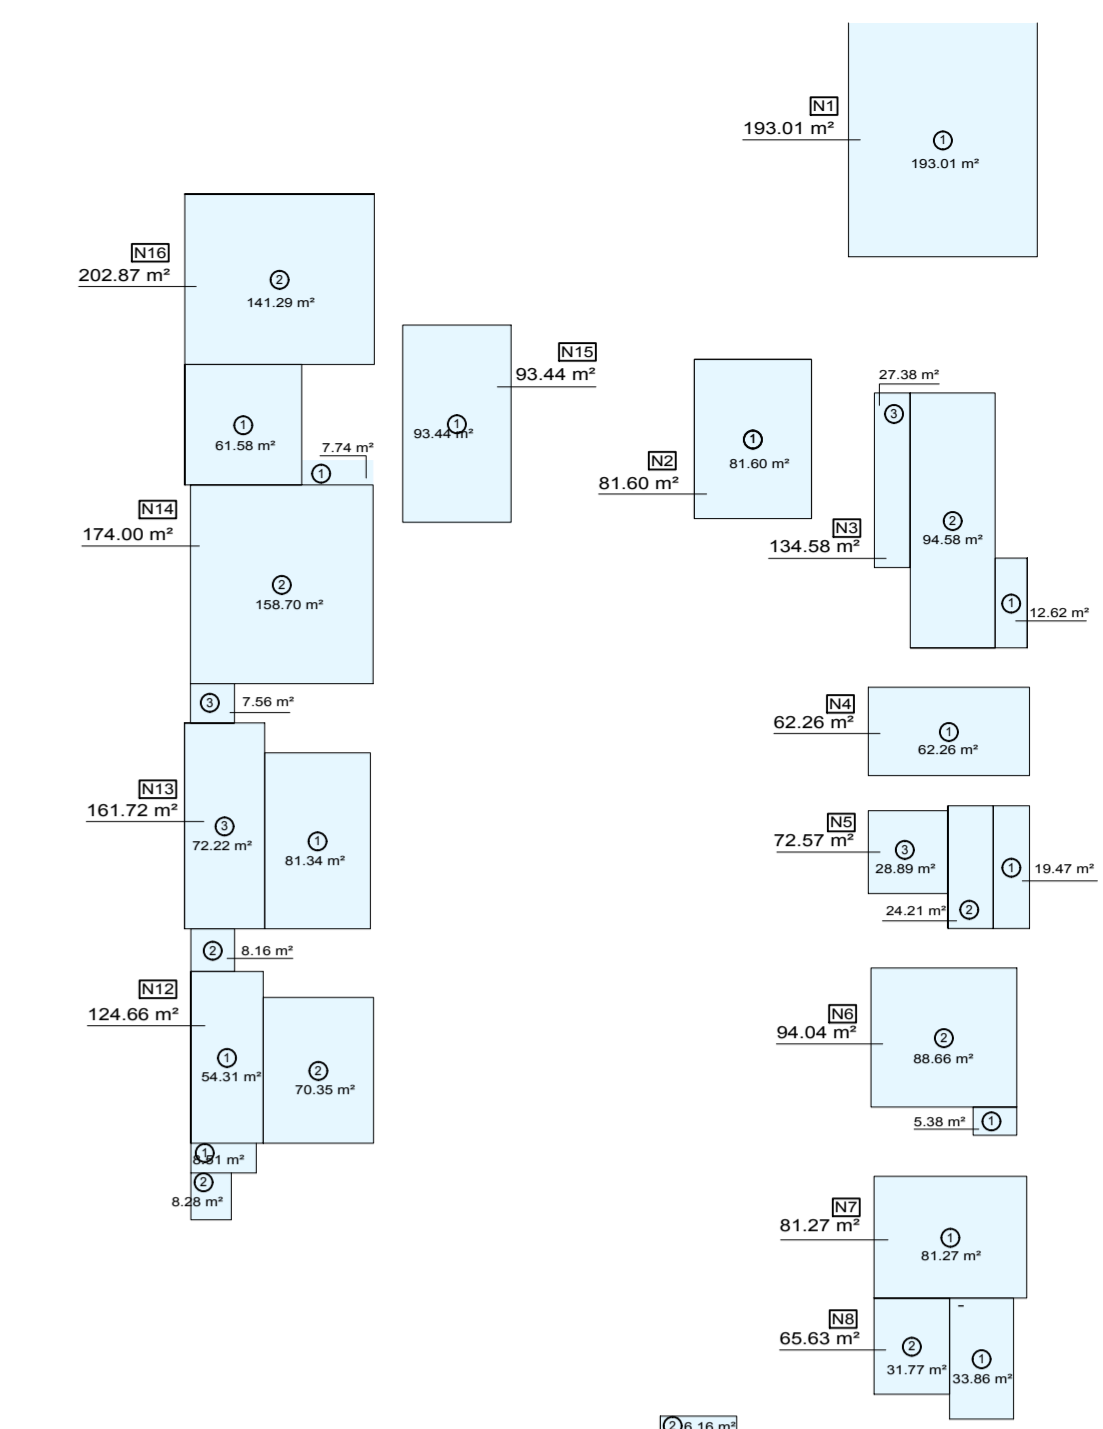 N1
193.01 m²
1
193.01 m²
N16
202.87 m²
2
141.29 m²
N15
93.44 m²
1
93.44 m²
1
61.58 m²
7.74 m²
1
N2
81.60 m²
1
81.60 m²
27.38 m²
3
N3
134.58 m²
2
94.58 m²
1
12.62 m²
N14
174.00 m²
2
158.70 m²
3
7.56 m²
N4
62.26 m²
1
62.26 m²
N13
161.72 m²
3
72.22 m²
1
81.34 m²
N5
72.57 m²
3
28.89 m²
24.21 m²
2
1
19.47 m²
2
8.16 m²
N12
124.66 m²
1
54.31 m²
2
70.35 m²
N6
94.04 m²
2
88.66 m²
5.38 m²
1
1
8.51 m²
2
8.28 m²
N7
81.27 m²
1
81.27 m²
N8
65.63 m²
2
31.77 m²
1
33.86 m²
2
6.16 m²